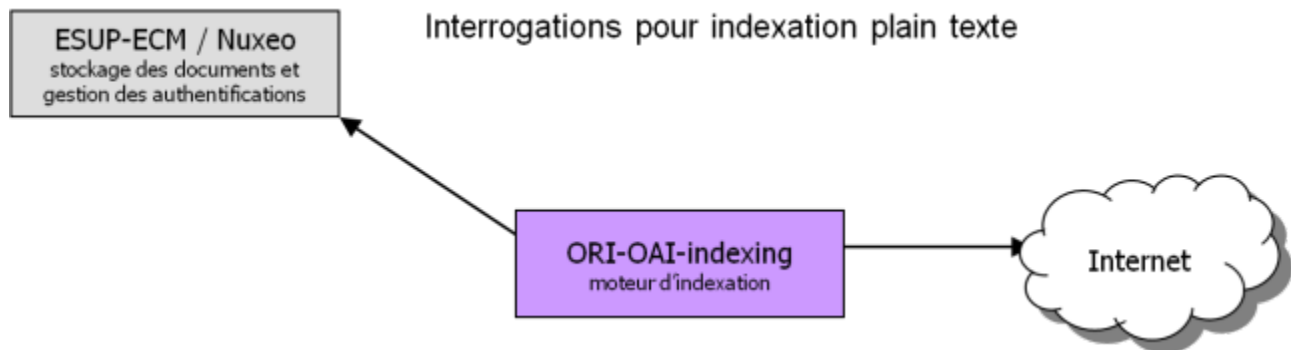 Interrogations pour indexation plain texte
ESUP-ECM / Nuxeo
stockage des documents et
gestion des authentifications
ORI-OAI-indexing
moteur d'indexation
Internet